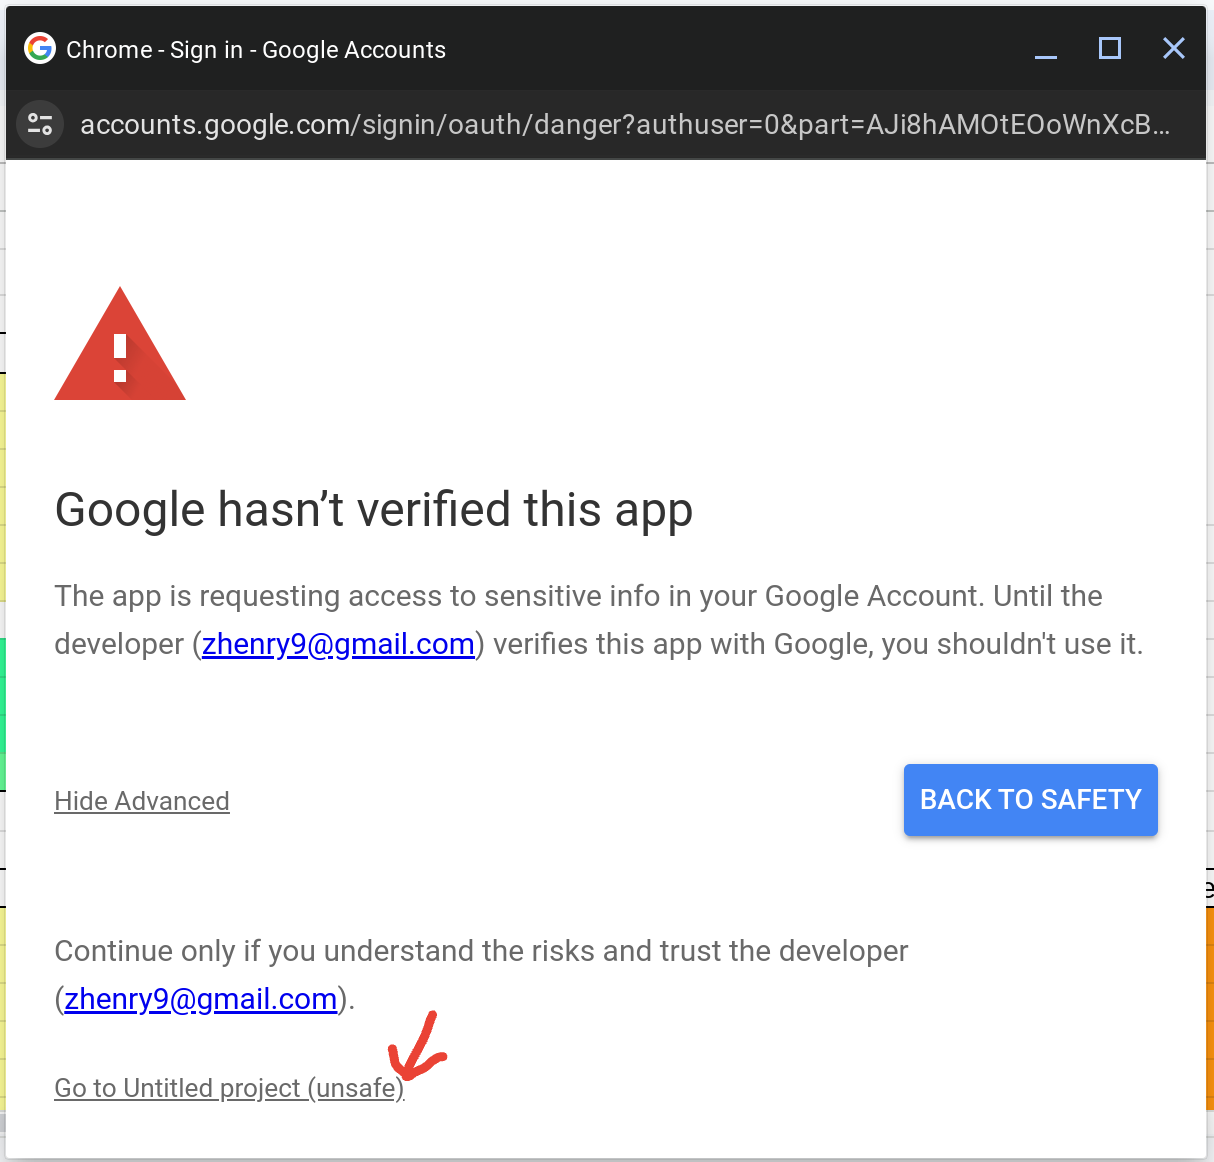 Chrome - Sign in - Google Accounts
accounts.google.com/signin/oauth/danger?authuser=0&part=AJi8hAMOtEOoWnXcB...
Google hasn’t verified this app
The app is requesting access to sensitive info in your Google Account. Until the
developer (zhenry9@gmail.com) verifies this app with Google, you shouldn't use it.
Hide Advanced
BACK TO SAFETY
Continue only if you understand the risks and trust the developer
(zhenry9@gmail.com).
Go to Untitled project (unsafe)